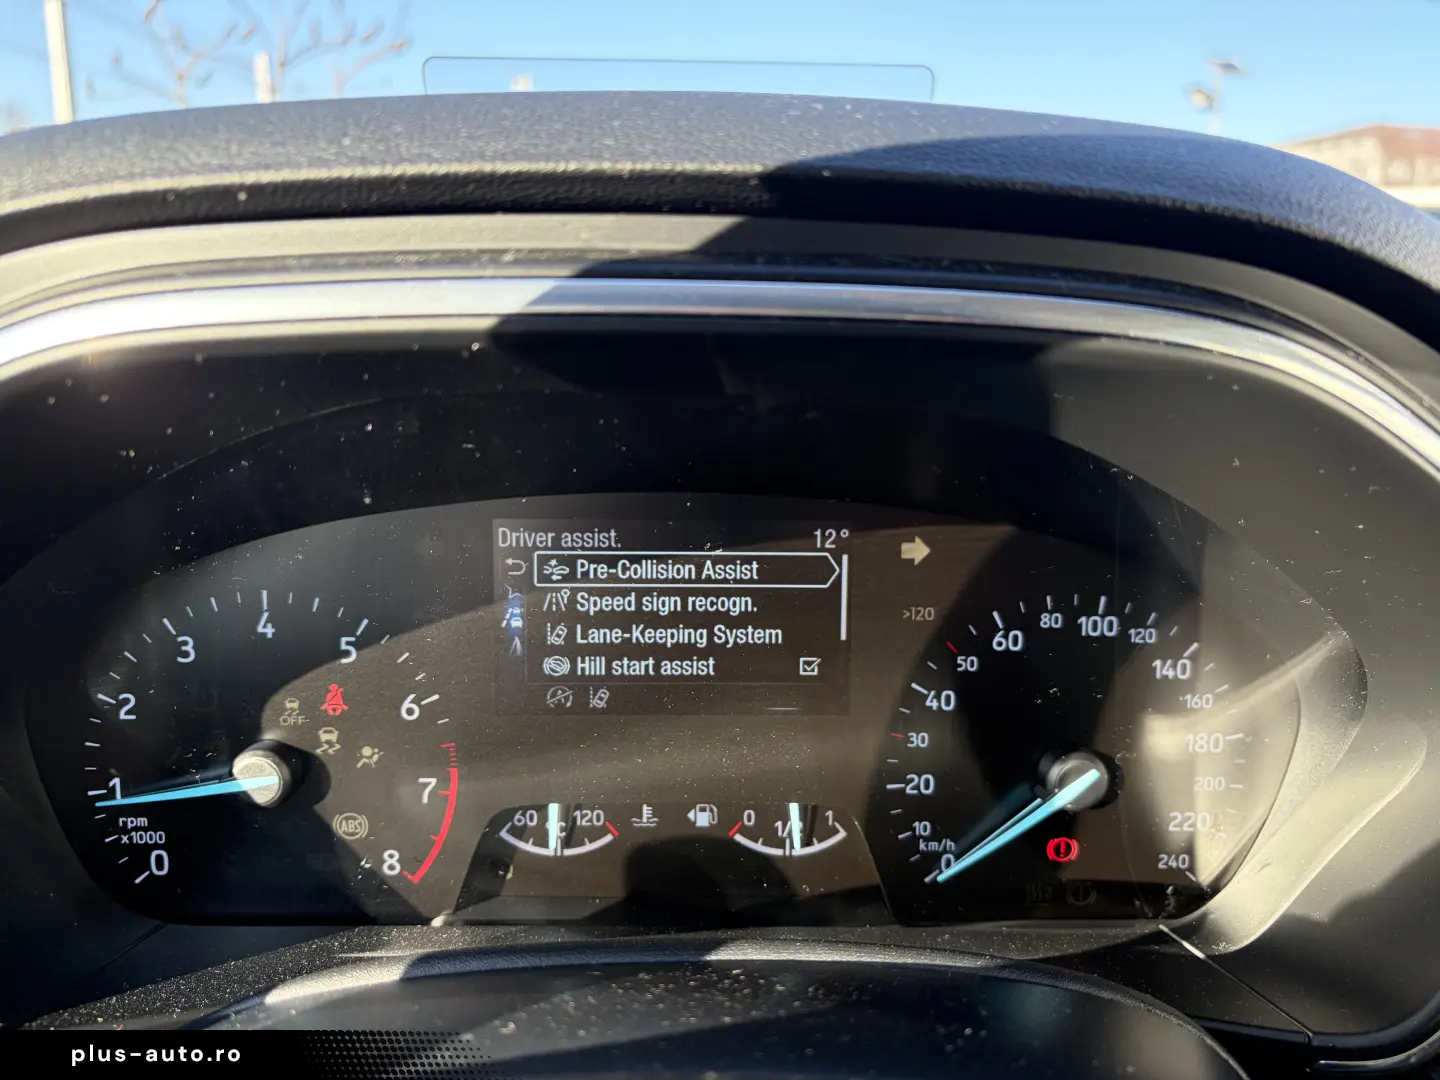 Driver assist. 12°
Pre-Collision Assist
Speed sign recogn.
Lane-Keeping System
Hill start assist
OFF
ABS
1
2
3
4
5
6
7
8
0
rpm
x1000
60 °C 120
0 1/2 1
>120
0
10
20
30
40
50
60
80
100
120
140
160
180
200
220
240
km/h
plus-auto.ro